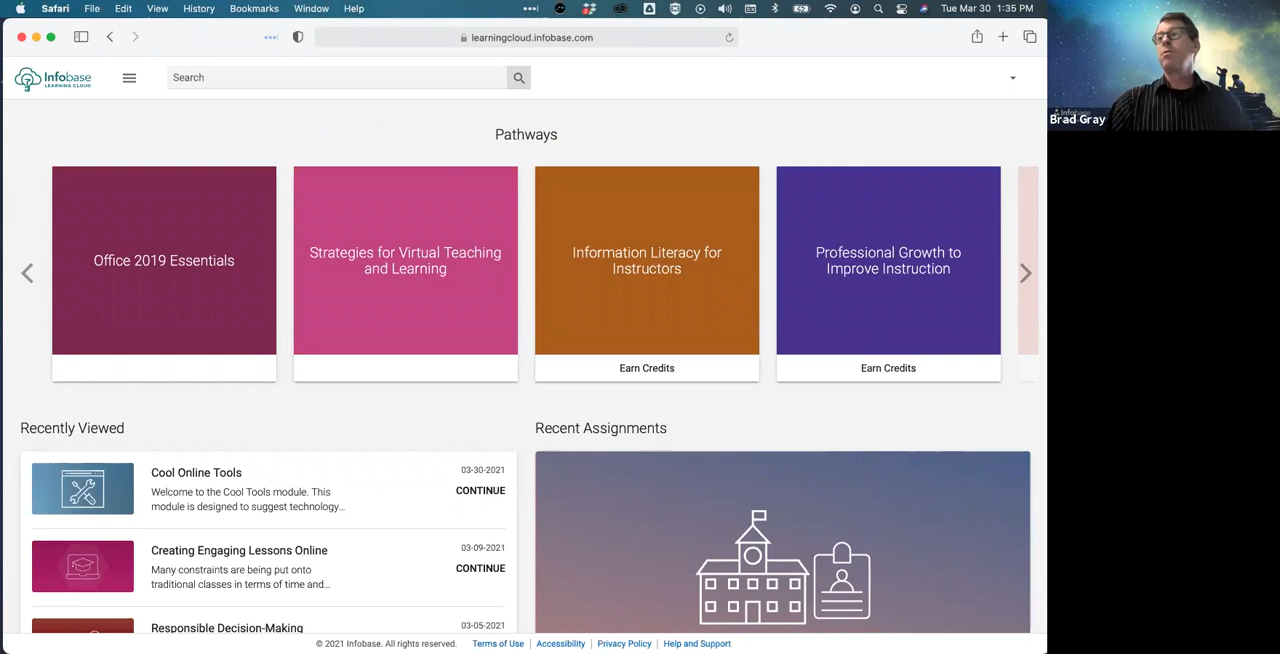 Safari File Edit View History Bookmarks Window Help
Tue Mar 30 1:35 PM
learningcloud.infobase.com
Infobase
LEARNING CLOUD
Search
Infobase
Brad Gray
Pathways
Office 2019 Essentials
Strategies for Virtual Teaching
and Learning
Information Literacy for
Instructors
Earn Credits
Professional Growth to
Improve Instruction
Earn Credits
Recently Viewed
Cool Online Tools
03-30-2021
Welcome to the Cool Tools module. This
module is designed to suggest technology...
CONTINUE
Creating Engaging Lessons Online
03-09-2021
Many constraints are being put onto
traditional classes in terms of time and...
CONTINUE
Responsible Decision-Making
03-05-2021
Recent Assignments
© 2021 Infobase. All rights reserved. Terms of Use | Accessibility | Privacy Policy | Help and Support